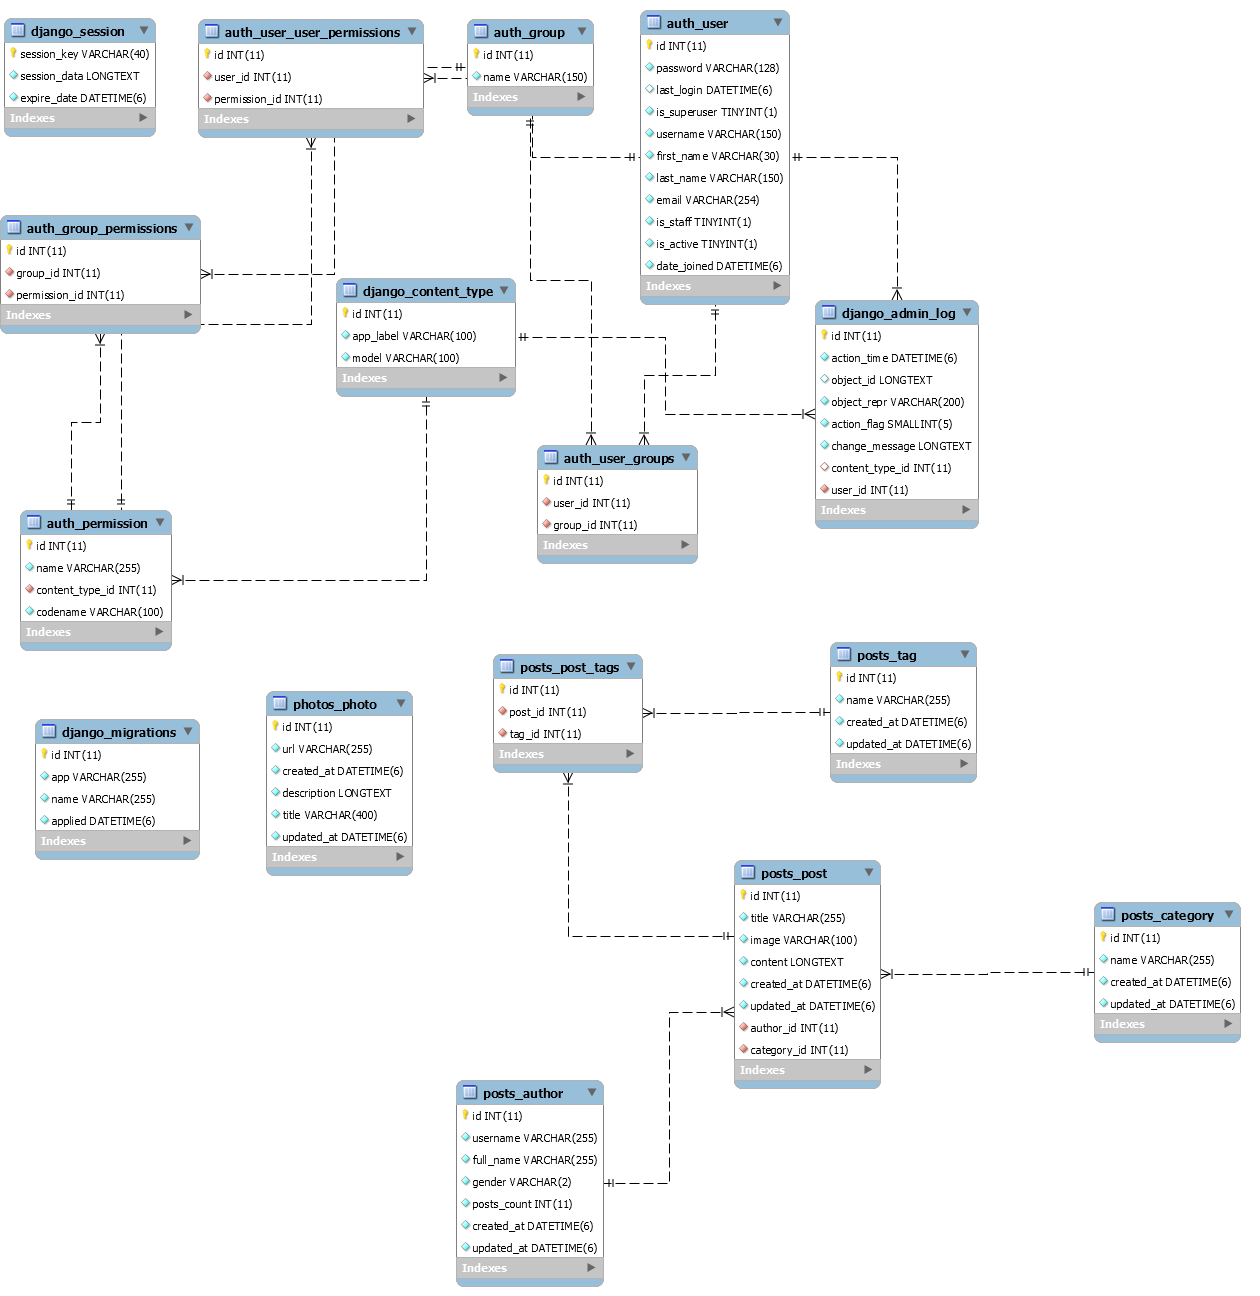 django_session
session_key VARCHAR(40)
session_data LONGTEXT
expire_date DATETIME(6)
Indexes
auth_user_user_permissions
id INT(11)
user_id INT(11)
permission_id INT(11)
Indexes
auth_group
id INT(11)
name VARCHAR(150)
Indexes
auth_user
id INT(11)
password VARCHAR(128)
last_login DATETIME(6)
is_superuser TINYINT(1)
username VARCHAR(150)
first_name VARCHAR(30)
last_name VARCHAR(150)
email VARCHAR(254)
is_staff TINYINT(1)
is_active TINYINT(1)
date_joined DATETIME(6)
Indexes
auth_group_permissions
id INT(11)
group_id INT(11)
permission_id INT(11)
Indexes
django_content_type
id INT(11)
app_label VARCHAR(100)
model VARCHAR(100)
Indexes
django_admin_log
id INT(11)
action_time DATETIME(6)
object_id LONGTEXT
object_repr VARCHAR(200)
action_flag SMALLINT(5)
change_message LONGTEXT
content_type_id INT(11)
user_id INT(11)
Indexes
auth_user_groups
id INT(11)
user_id INT(11)
group_id INT(11)
Indexes
auth_permission
id INT(11)
name VARCHAR(255)
content_type_id INT(11)
codename VARCHAR(100)
Indexes
posts_post_tags
id INT(11)
post_id INT(11)
tag_id INT(11)
Indexes
posts_tag
id INT(11)
name VARCHAR(255)
created_at DATETIME(6)
updated_at DATETIME(6)
Indexes
django_migrations
id INT(11)
app VARCHAR(255)
name VARCHAR(255)
applied DATETIME(6)
Indexes
photos_photo
id INT(11)
url VARCHAR(255)
created_at DATETIME(6)
description LONGTEXT
title VARCHAR(400)
updated_at DATETIME(6)
Indexes
posts_post
id INT(11)
title VARCHAR(255)
image VARCHAR(100)
content LONGTEXT
created_at DATETIME(6)
updated_at DATETIME(6)
author_id INT(11)
category_id INT(11)
Indexes
posts_category
id INT(11)
name VARCHAR(255)
created_at DATETIME(6)
updated_at DATETIME(6)
Indexes
posts_author
id INT(11)
username VARCHAR(255)
full_name VARCHAR(255)
gender VARCHAR(2)
posts_count INT(11)
created_at DATETIME(6)
updated_at DATETIME(6)
Indexes